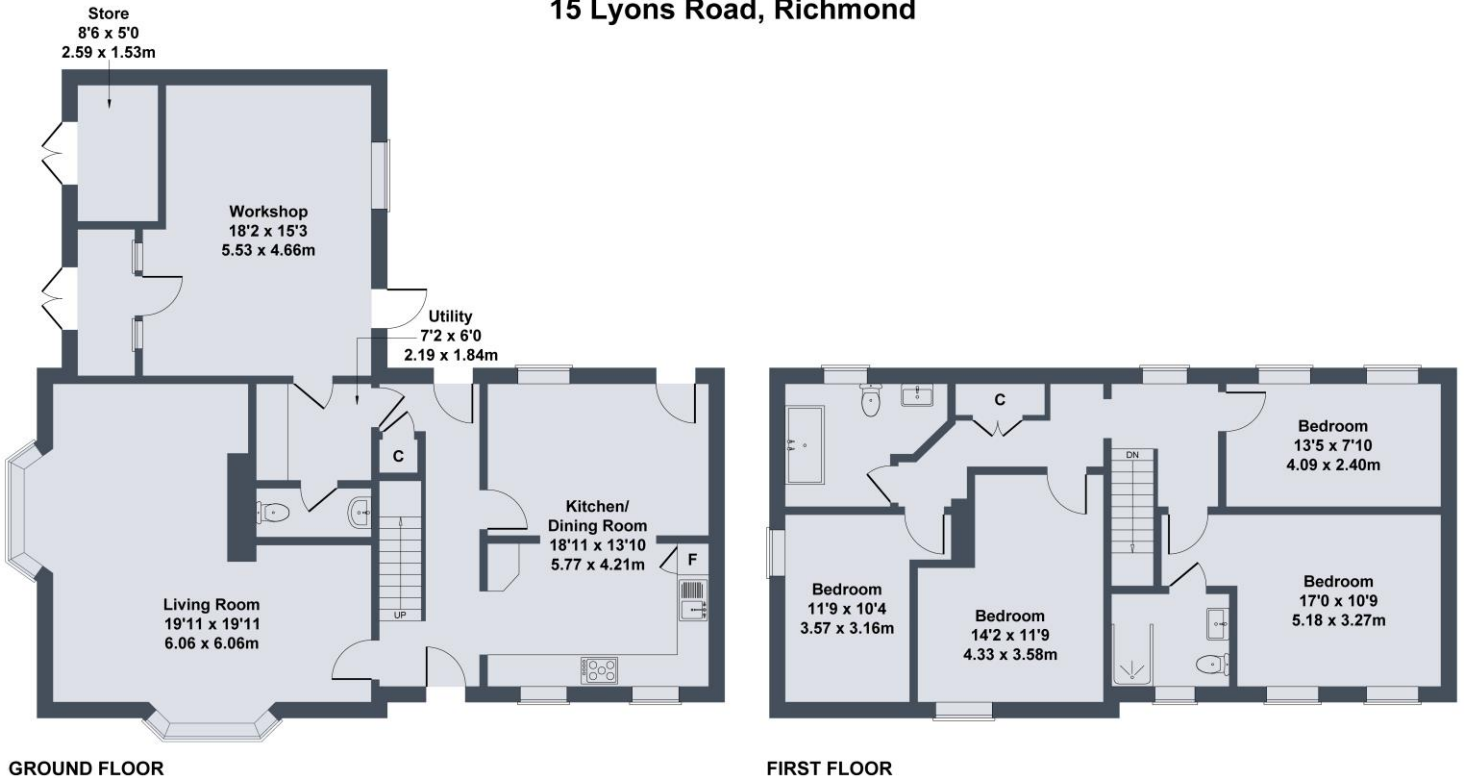 15 Lyons Road, Richmond
Store
8'6 x 5'0
2.59 x 1.53m
Workshop
18'2 x 15'3
5.53 x 4.66m
Utility
7'2 x 6'0
2.19 x 1.84m
C
UP
Kitchen/
Dining Room
18'11 x 13'10
5.77 x 4.21m
F
Living Room
19'11 x 19'11
6.06 x 6.06m
GROUND FLOOR
C
DN
Bedroom
13'5 x 7'10
4.09 x 2.40m
Bedroom
11'9 x 10'4
3.57 x 3.16m
Bedroom
14'2 x 11'9
4.33 x 3.58m
Bedroom
17'0 x 10'9
5.18 x 3.27m
FIRST FLOOR